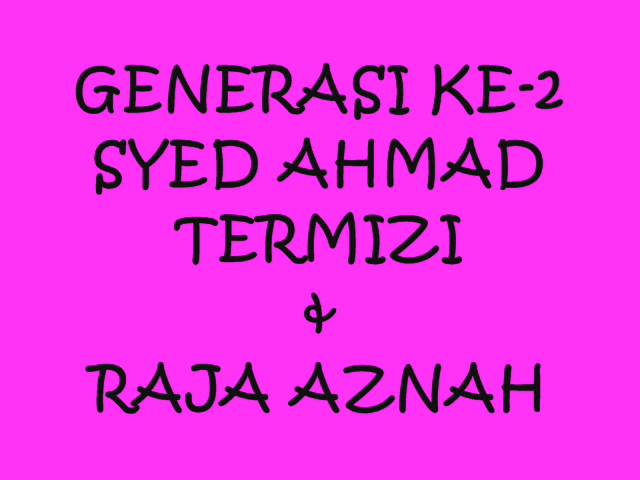 GENERASI KE-2
SYED AHMAD
TERMIZI
&
RAJA AZNAH